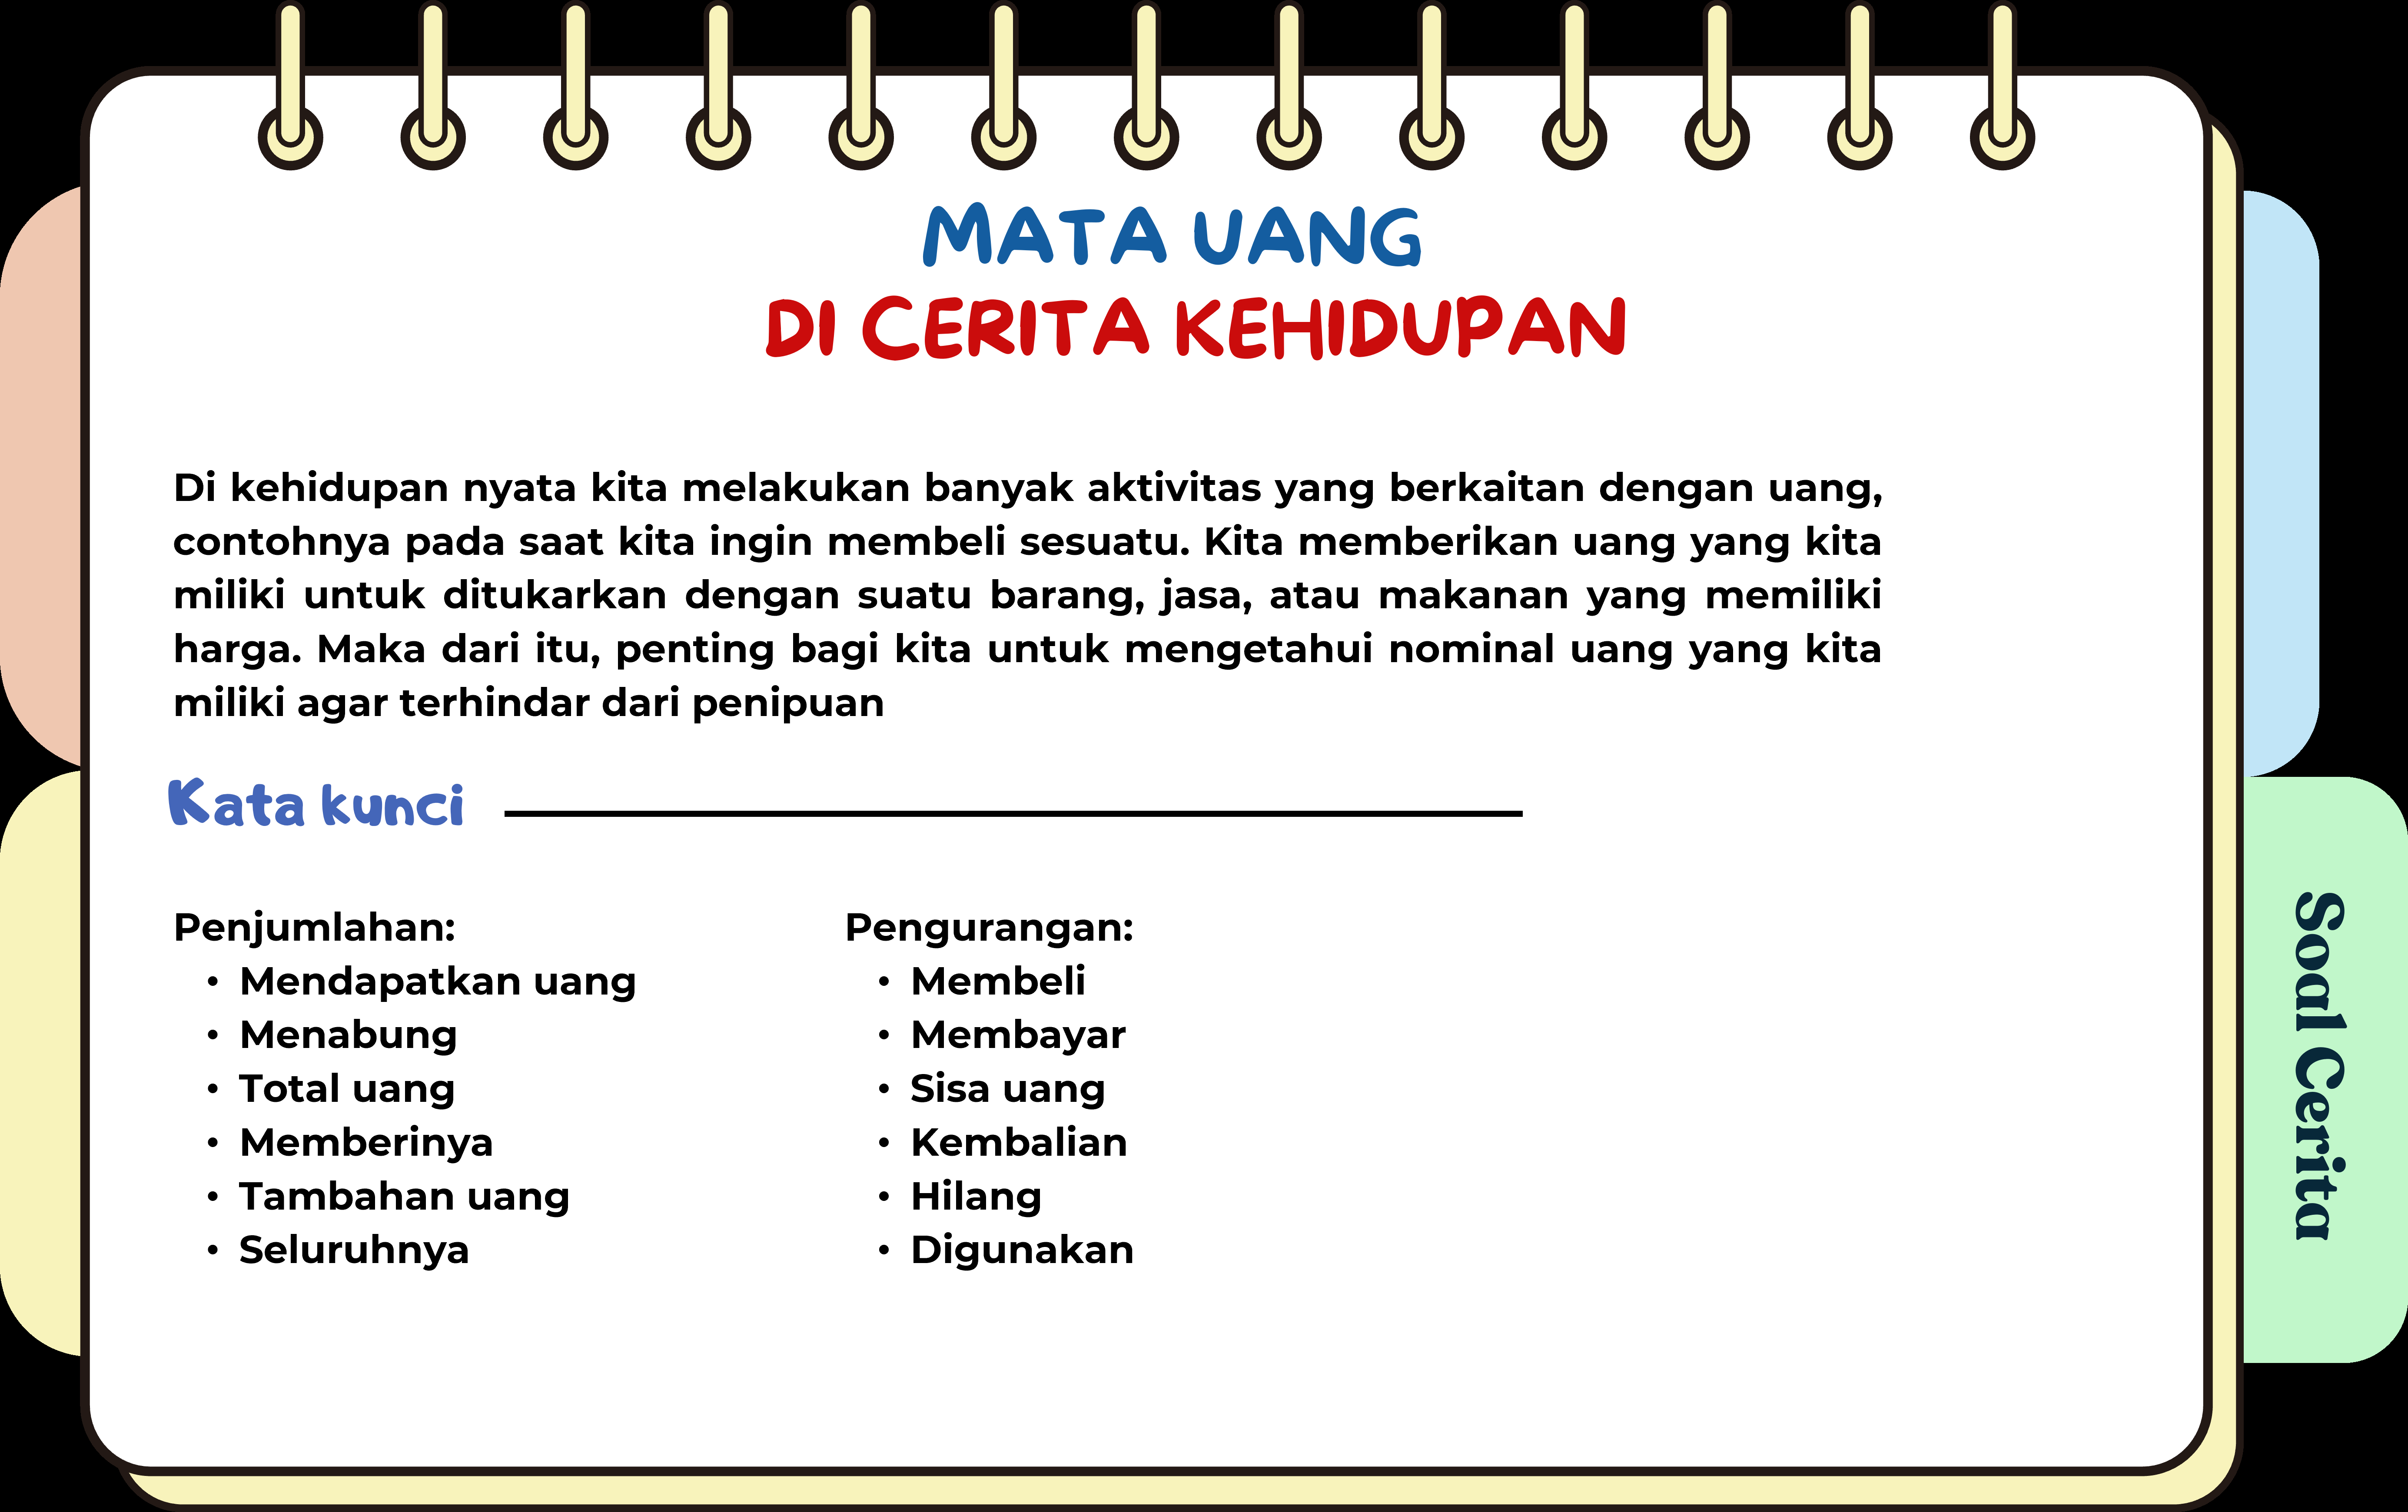 MATA UANG
DI CERITA KEHIDUPAN
Di kehidupan nyata kita melakukan banyak aktivitas yang berkaitan dengan uang,
contohnya pada saat kita ingin membeli sesuatu. Kita memberikan uang yang kita
miliki untuk ditukarkan dengan suatu barang, jasa, atau makanan yang memiliki
harga. Maka dari itu, penting bagi kita untuk mengetahui nominal uang yang kita
miliki agar terhindar dari penipuan
Kata kunci
Penjumlahan:
• Mendapatkan uang
• Menabung
• Total uang
• Memberinya
• Tambahan uang
• Seluruhnya
Pengurangan:
• Membeli
• Membayar
• Sisa uang
• Kembalian
• Hilang
• Digunakan
Soal Cerita